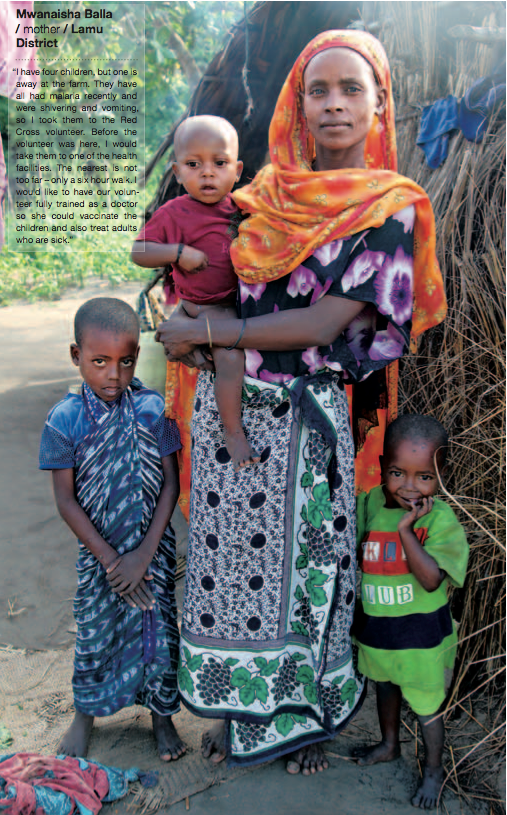 Mwanaisha Balla
/ mother / Lamu
District
"I have four children, but one is
away at the farm. They have
all had malaria recently and
were shivering and vomiting,
so I took them to the Red
Cross volunteer. Before the
volunteer was here, I would
take them to one of the health
facilities. The nearest is not
too far – only a six hour walk. I
would like to have our volun-
teer fully trained as a doctor
so she could vaccinate the
children and also treat adults
who are sick."
LUB